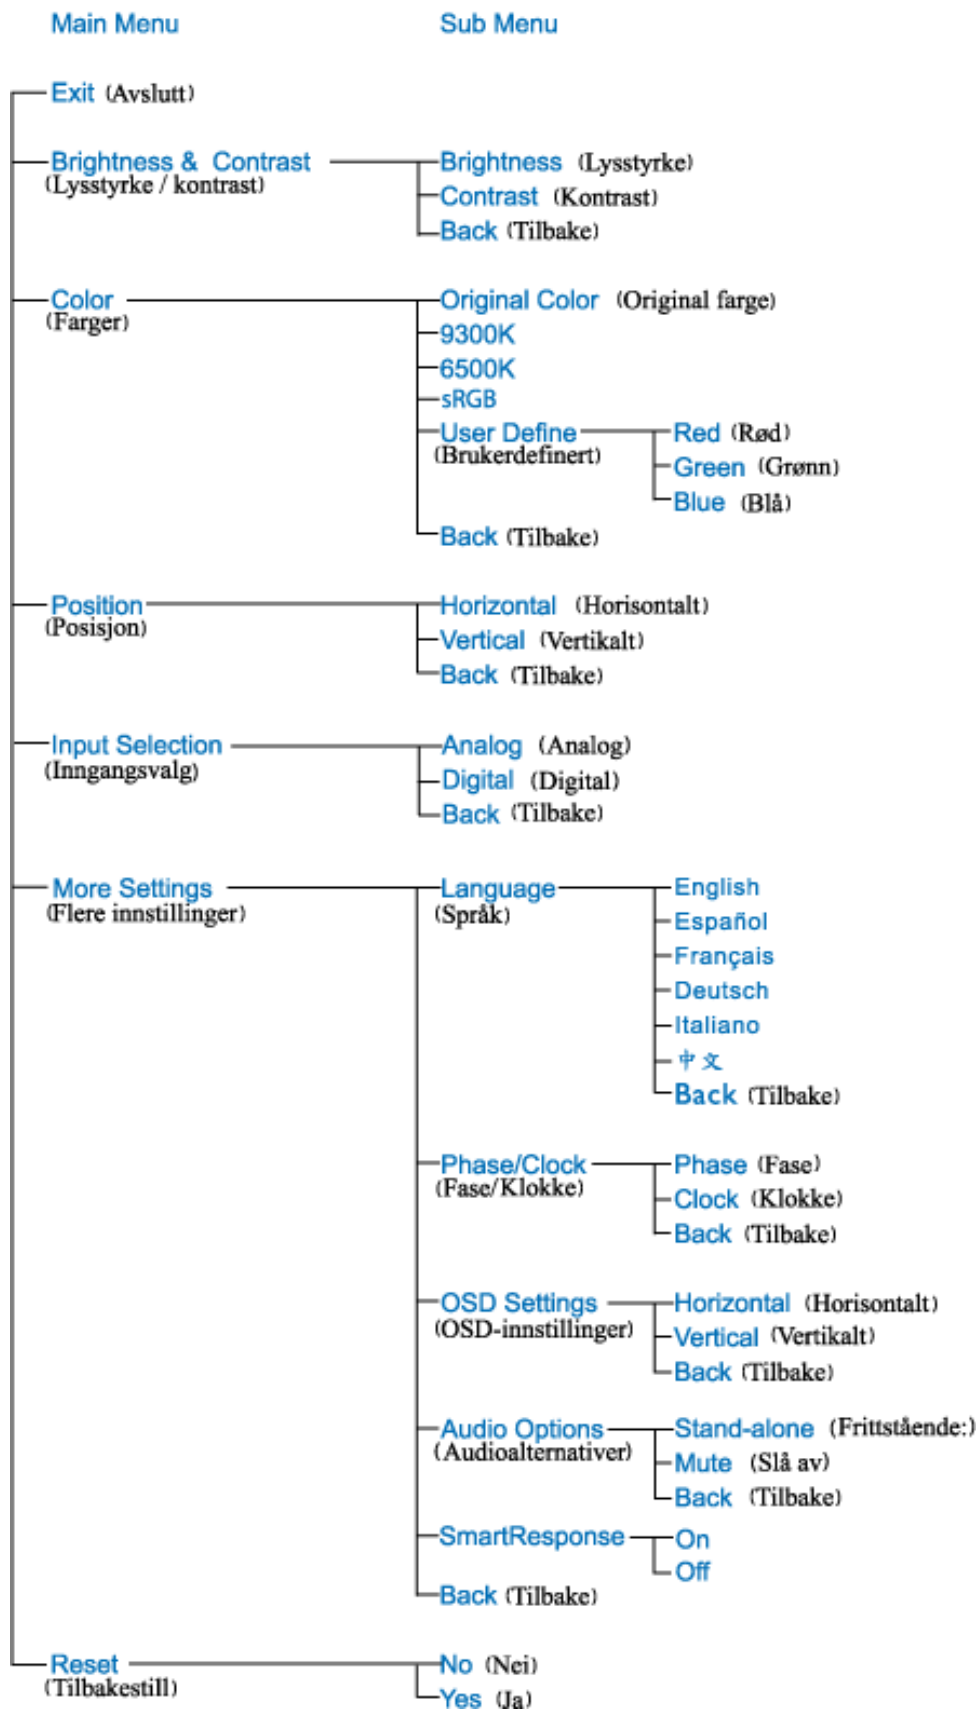 Main Menu Sub Menu
Exit (Avslutt)
Brightness & Contrast Brightness (Lysstyrke)
(Lysstyrke / kontrast) Contrast (Kontrast)
Back (Tilbake)
Color Original Color (Original farge)
(Farger)
9300K
6500K
sRGB
User Define Red (Rød)
(Brukerdefinert) Green (Grønn)
Blue (Blå)
Back (Tilbake)
Position Horizontal (Horisontalt)
(Posisjon) Vertical (Vertikalt)
Back (Tilbake)
Input Selection Analog (Analog)
(Inngangsvalg) Digital (Digital)
Back (Tilbake)
More Settings Language English
(Flere innstillinger) (Språk) Español
Français
Deutsch
Italiano
中文
Back (Tilbake)
Phase/Clock Phase (Fase)
(Fase/Klokke) Clock (Klokke)
Back (Tilbake)
OSD Settings Horizontal (Horisontalt)
(OSD-innstillinger) Vertical (Vertikalt)
Back (Tilbake)
Audio Options Stand-alone (Frittstående:)
(Audioalternativer) Mute (Slå av)
Back (Tilbake)
SmartResponse On
Off
Back (Tilbake)
Reset No (Nei)
(Tilbakestill) Yes (Ja)